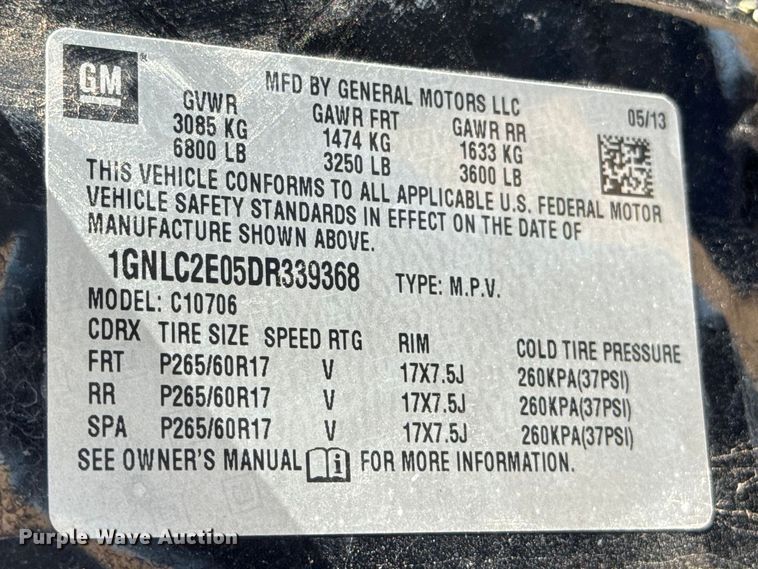 GM
MFD BY GENERAL MOTORS LLC
05/13
GVWR GAWR FRT GAWR RR
3085 KG 1474 KG 1633 KG
6800 LB 3250 LB 3600 LB
THIS VEHICLE CONFORMS TO ALL APPLICABLE U.S. FEDERAL MOTOR
VEHICLE SAFETY STANDARDS IN EFFECT ON THE DATE OF
MANUFACTURE SHOWN ABOVE.
1GNLC2E05DR339368 TYPE: M.P.V.
MODEL: C10706
CDRX TIRE SIZE SPEED RTG RIM COLD TIRE PRESSURE
FRT P265/60R17 V 17X7.5J 260KPA(37PSI)
RR P265/60R17 V 17X7.5J 260KPA(37PSI)
SPA P265/60R17 V 17X7.5J 260KPA(37PSI)
SEE OWNER'S MANUAL FOR MORE INFORMATION.
Purple Wave Auction